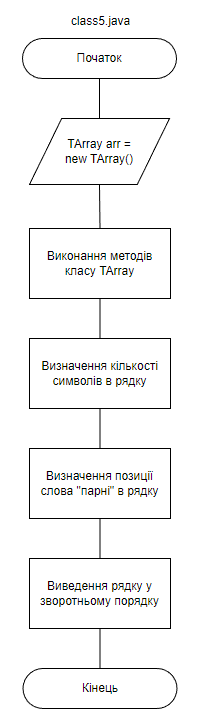 class5.java
Початок
TArray arr =
new TArray()
Виконання методів
класу TArray
Визначення кількості
символів в рядку
Визначення позиції
слова "парні" в рядку
Виведення рядку у
зворотньому порядку
Кінець